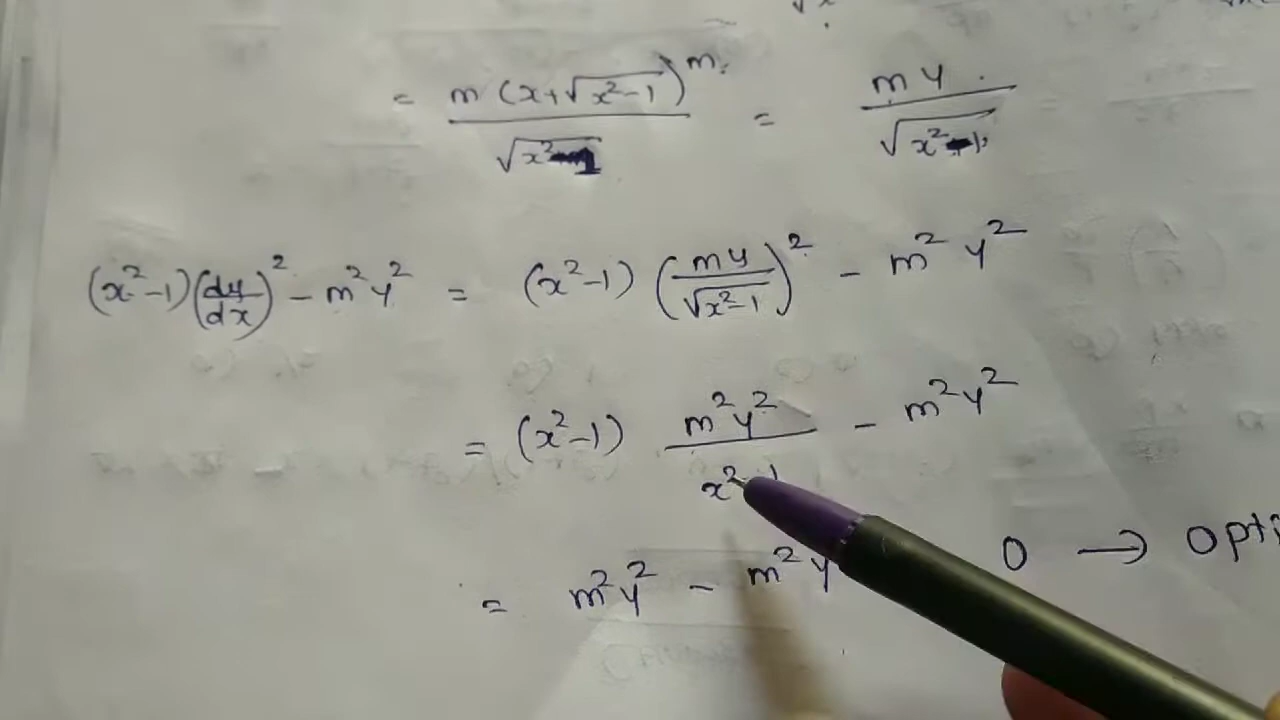 = m (x+√x²-1)^m / √x²-1 = my / √x²-1
(x²-1)(dy/dx)² - m²y² = (x²-1) (my/√x²-1)² - m²y²
= (x²-1) m²y² / x²-1 - m²y²
= m²y² - m²y 0 → opti